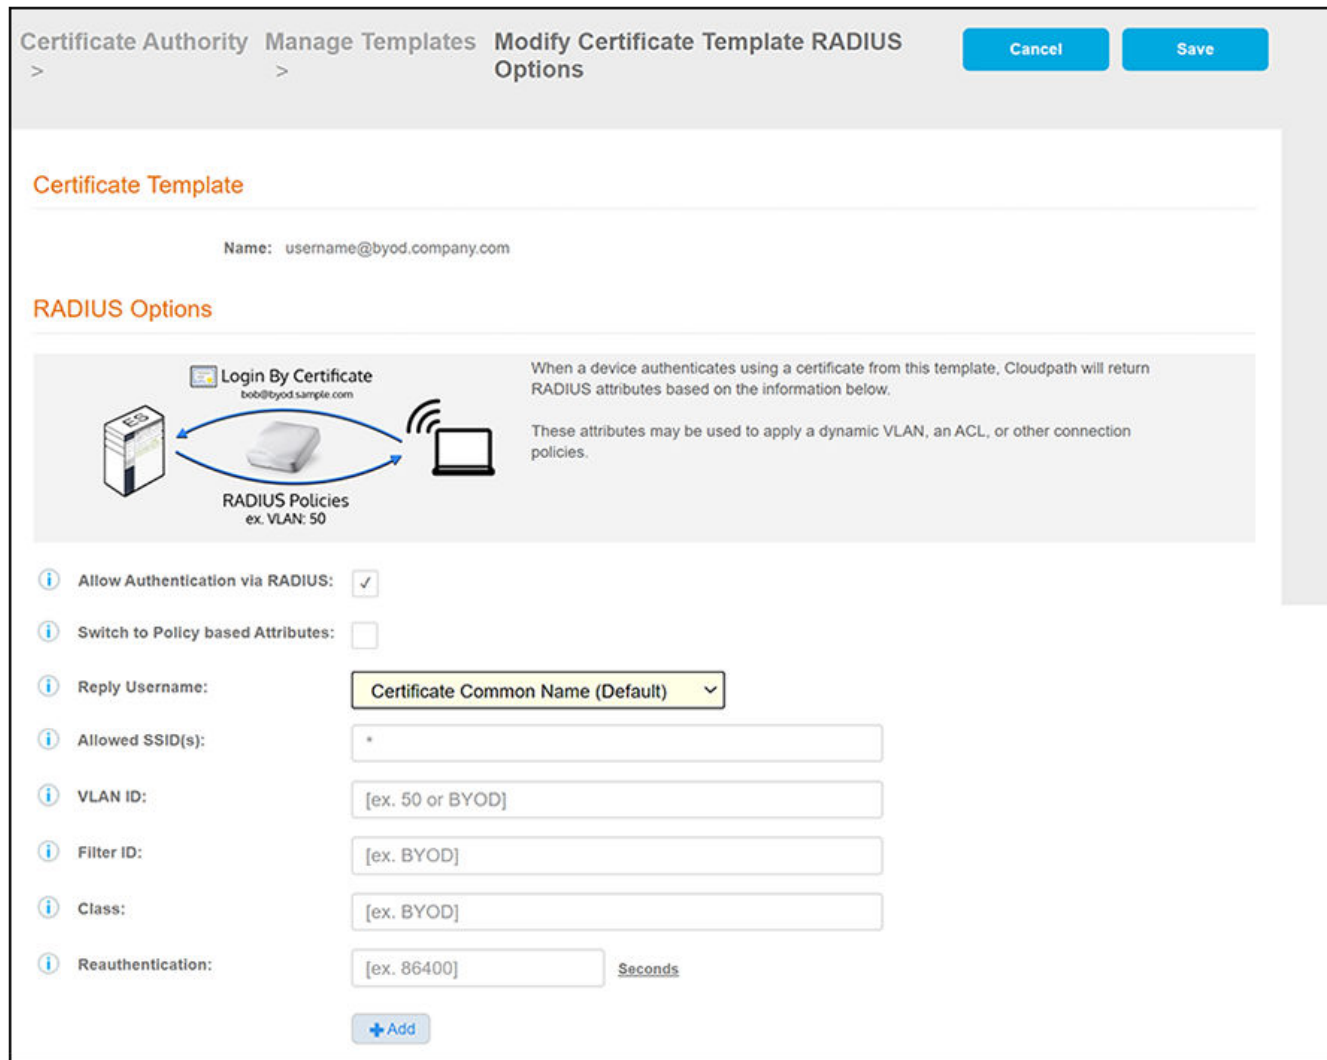 Certificate Authority > Manage Templates > Modify Certificate Template RADIUS Options
Cancel
Save
Certificate Template
Name: username@byod.company.com
RADIUS Options
Login By Certificate
bob@byod.sample.com
ES
RADIUS Policies
ex. VLAN: 50
When a device authenticates using a certificate from this template, Cloudpath will return
RADIUS attributes based on the information below.
These attributes may be used to apply a dynamic VLAN, an ACL, or other connection
policies.
Allow Authentication via RADIUS: ✓
Switch to Policy based Attributes:
Reply Username: Certificate Common Name (Default)
Allowed SSID(s): *
VLAN ID: [ex. 50 or BYOD]
Filter ID: [ex. BYOD]
Class: [ex. BYOD]
Reauthentication: [ex. 86400] Seconds
+ Add